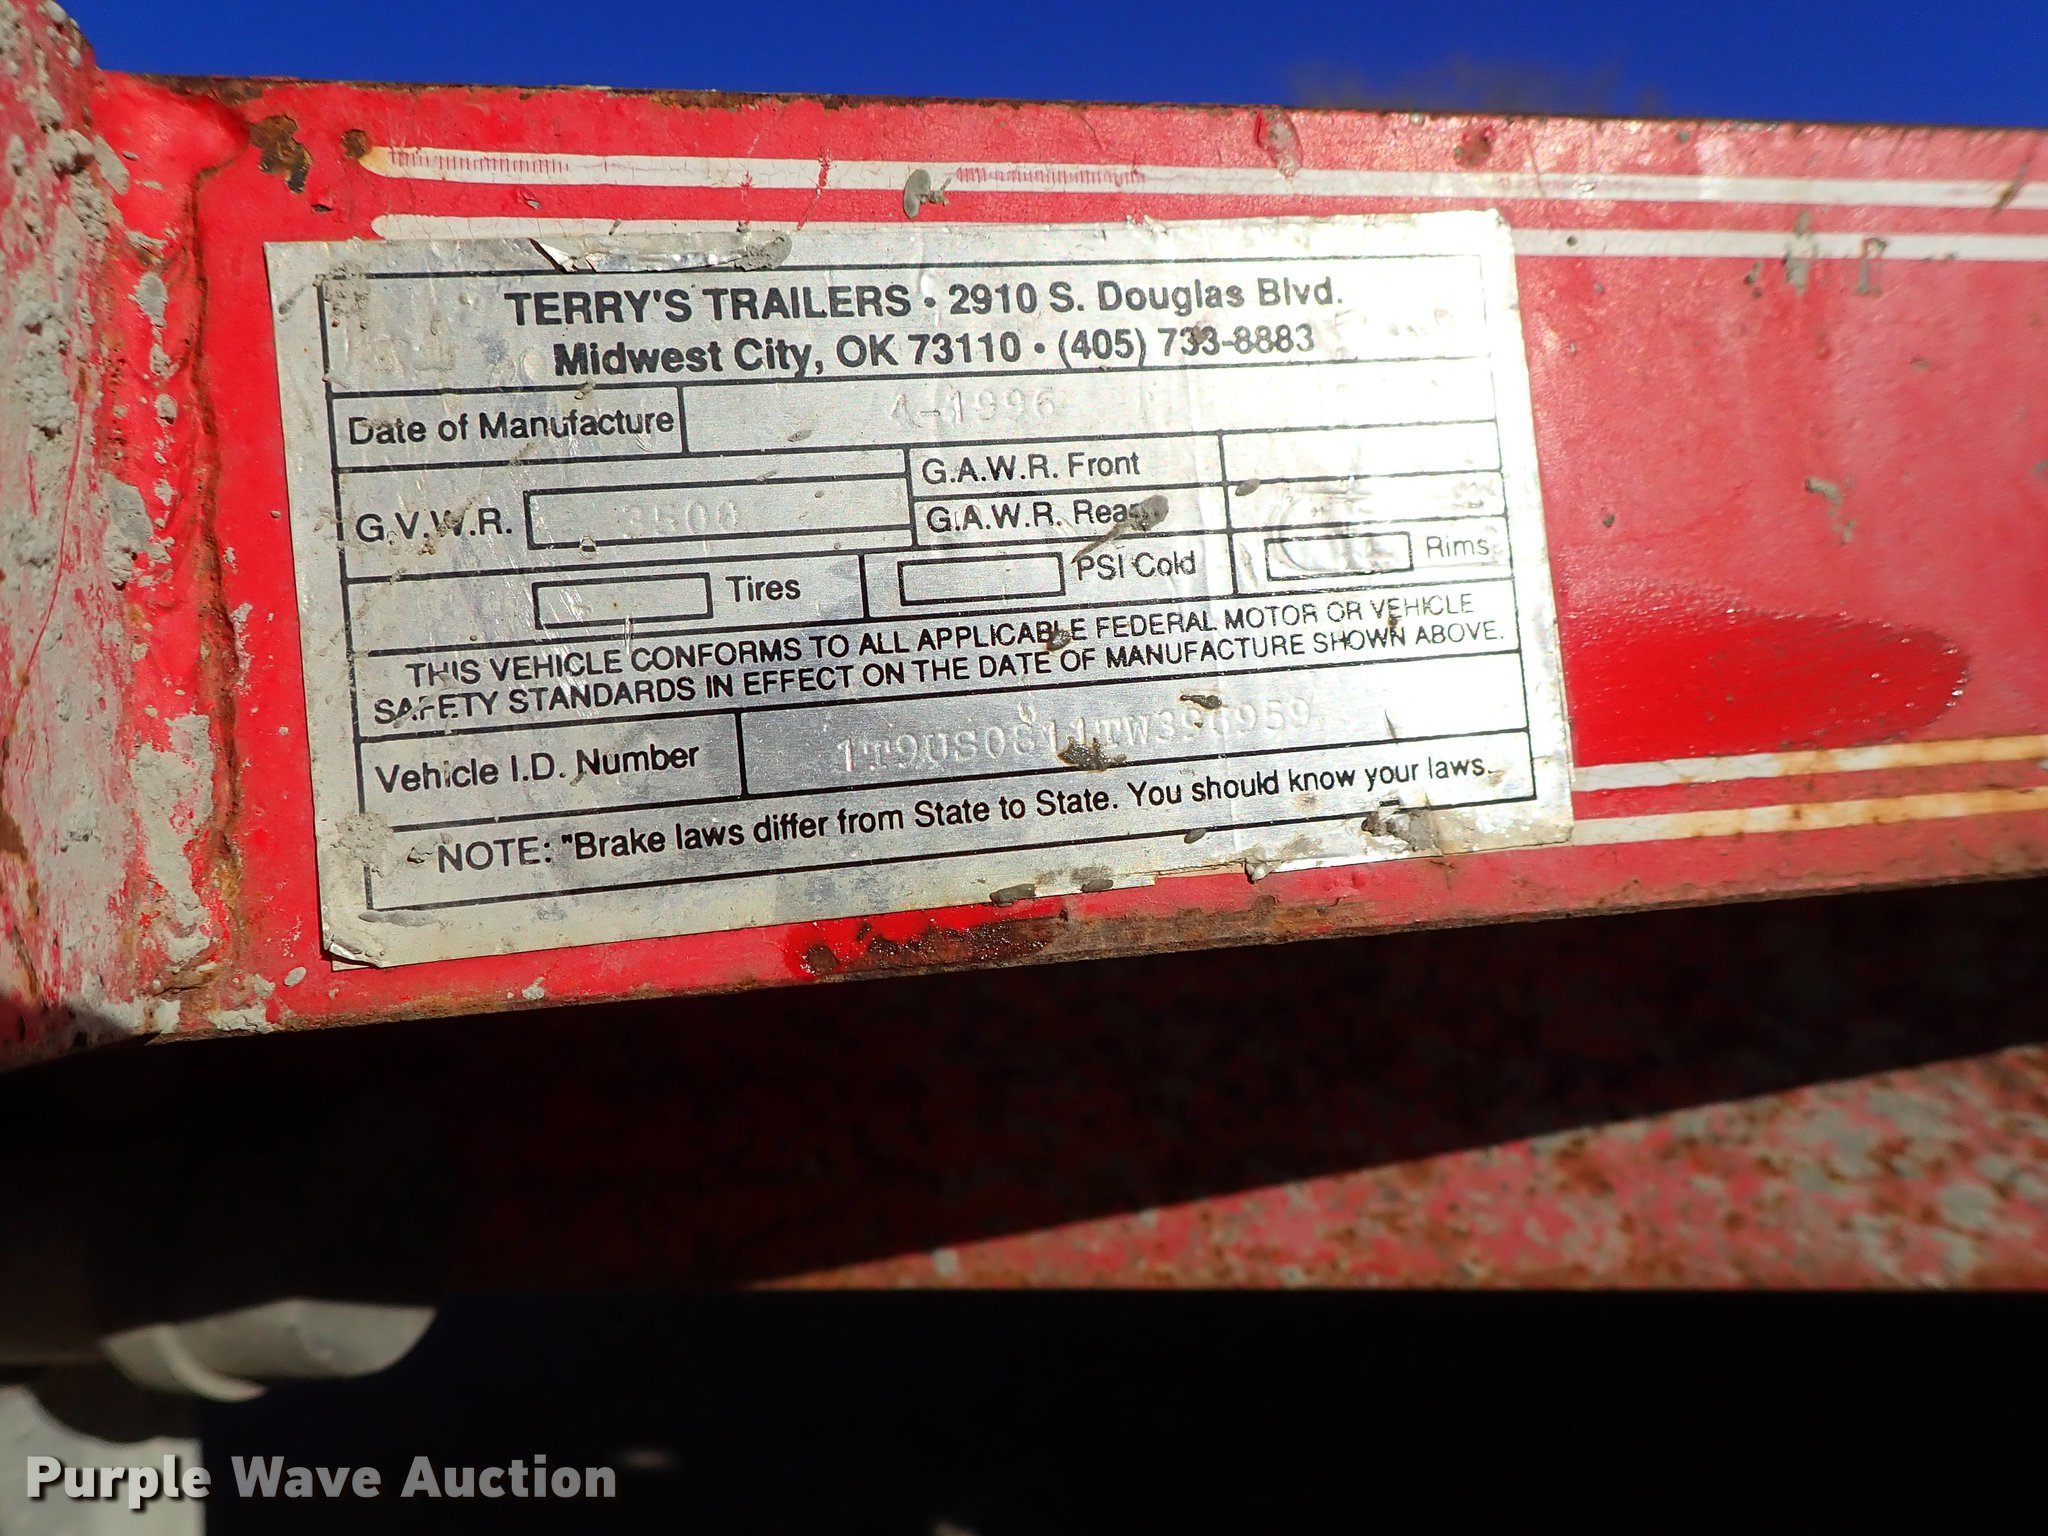 TERRY'S TRAILERS • 2910 S. Douglas Blvd.
Midwest City, OK 73110 • (405) 733-8883
Date of Manufacture 4-1996
G.V.W.R. 3500
G.A.W.R. Front
G.A.W.R. Rear
Tires PSI Cold Rims
THIS VEHICLE CONFORMS TO ALL APPLICABLE FEDERAL MOTOR OR VEHICLE
SAFETY STANDARDS IN EFFECT ON THE DATE OF MANUFACTURE SHOWN ABOVE.
Vehicle I.D. Number
NOTE: "Brake laws differ from State to State. You should know your laws.
Purple Wave Auction